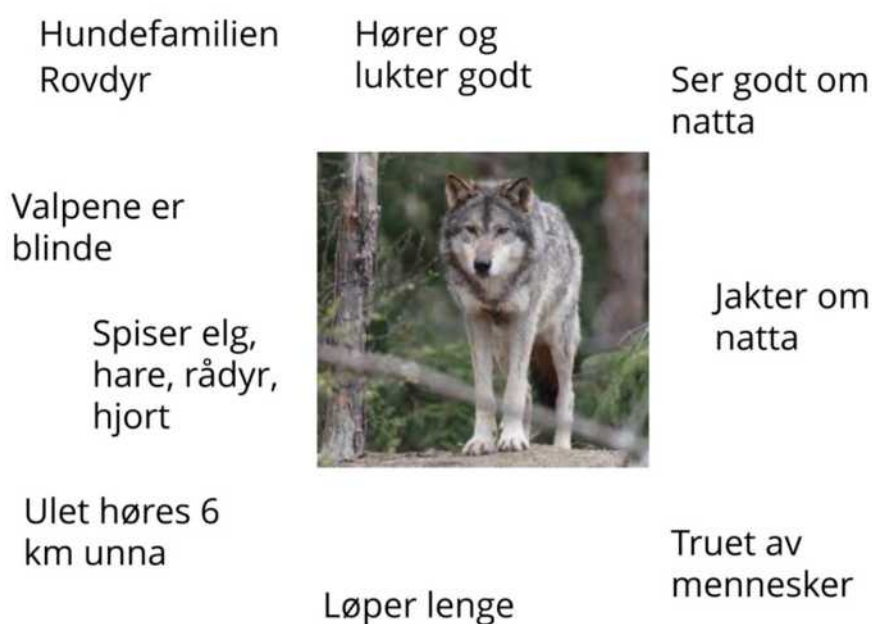 Hundefamilien
Rovdyr
Hører og
lukter godt
Ser godt om
natta
Valpene er
blinde
Jakter om
natta
Spiser elg,
hare, rådyr,
hjort
Ulet høres 6
km unna
Truet av
mennesker
Løper lenge